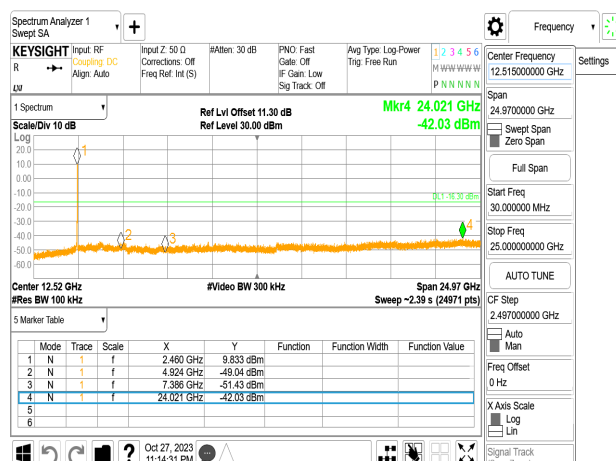 Spectrum Analyzer 1
Swept SA
Frequency
KEYSIGHT
R
Input: RF
Coupling: DC
Align: Auto
Input Z: 50 Ω
Corrections: Off
Freq Ref: Int (S)
#Atten: 30 dB
PNO: Fast
Gate: Off
IF Gain: Low
Sig Track: Off
Avg Type: Log-Power
Trig: Free Run
1 2 3 4 5 6
M W W W W W
P N N N N N
Center Frequency
12.515000000 GHz
Settings
Span
24.9700000 GHz
Swept Span
Zero Span
Full Span
Start Freq
30.000000 MHz
Stop Freq
25.000000000 GHz
AUTO TUNE
CF Step
2.497000000 GHz
Auto
Man
Freq Offset
0 Hz
X Axis Scale
Log
Lin
Signal Track
1 Spectrum
Scale/Div 10 dB
Ref Lvl Offset 11.30 dB
Ref Level 30.00 dBm
Mkr4 24.021 GHz
-42.03 dBm
Log
20.0
10.0
0.00
-10.0
-20.0
-30.0
-40.0
-50.0
-60.0
1
2
3
4
Center 12.52 GHz
#Res BW 100 kHz
#Video BW 300 kHz
Span 24.97 GHz
Sweep ~2.39 s (24971 pts)
5 Marker Table
Mode Trace Scale X Y Function Function Width Function Value
1 N 1 f 2.460 GHz 9.833 dBm
2 N 1 f 4.924 GHz -49.04 dBm
3 N 1 f 7.386 GHz -51.43 dBm
4 N 1 f 24.021 GHz -42.03 dBm
5
6
?
Oct 27, 2023
11:14:31 PM